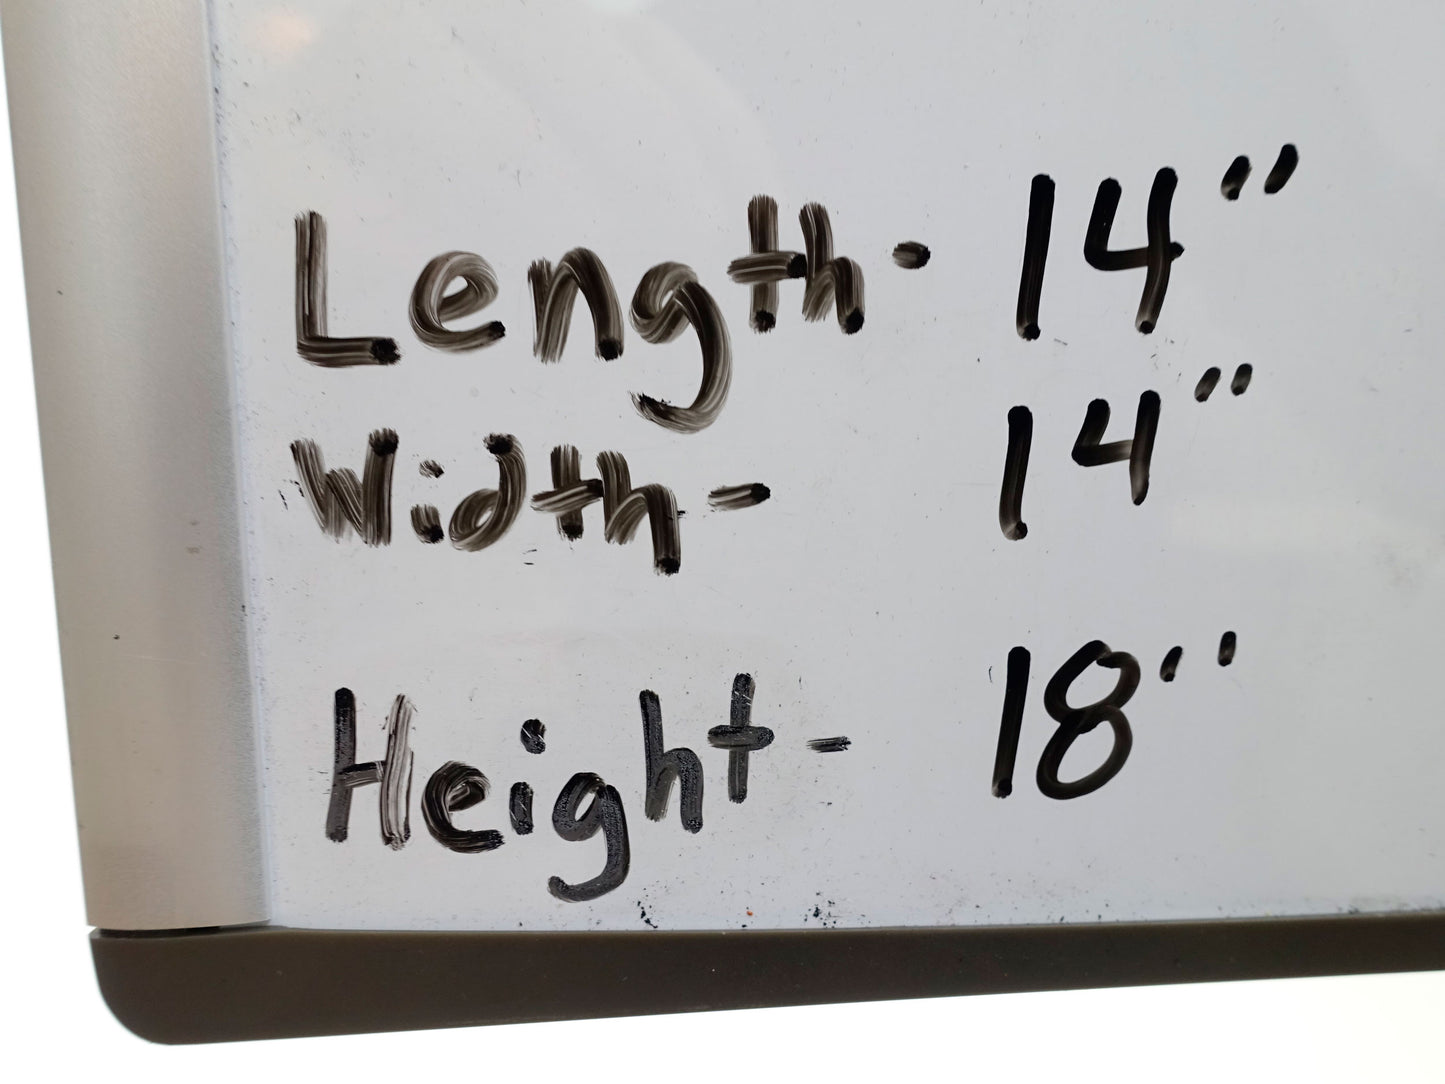 Length- 14"
Width- 14"
Height- 18"